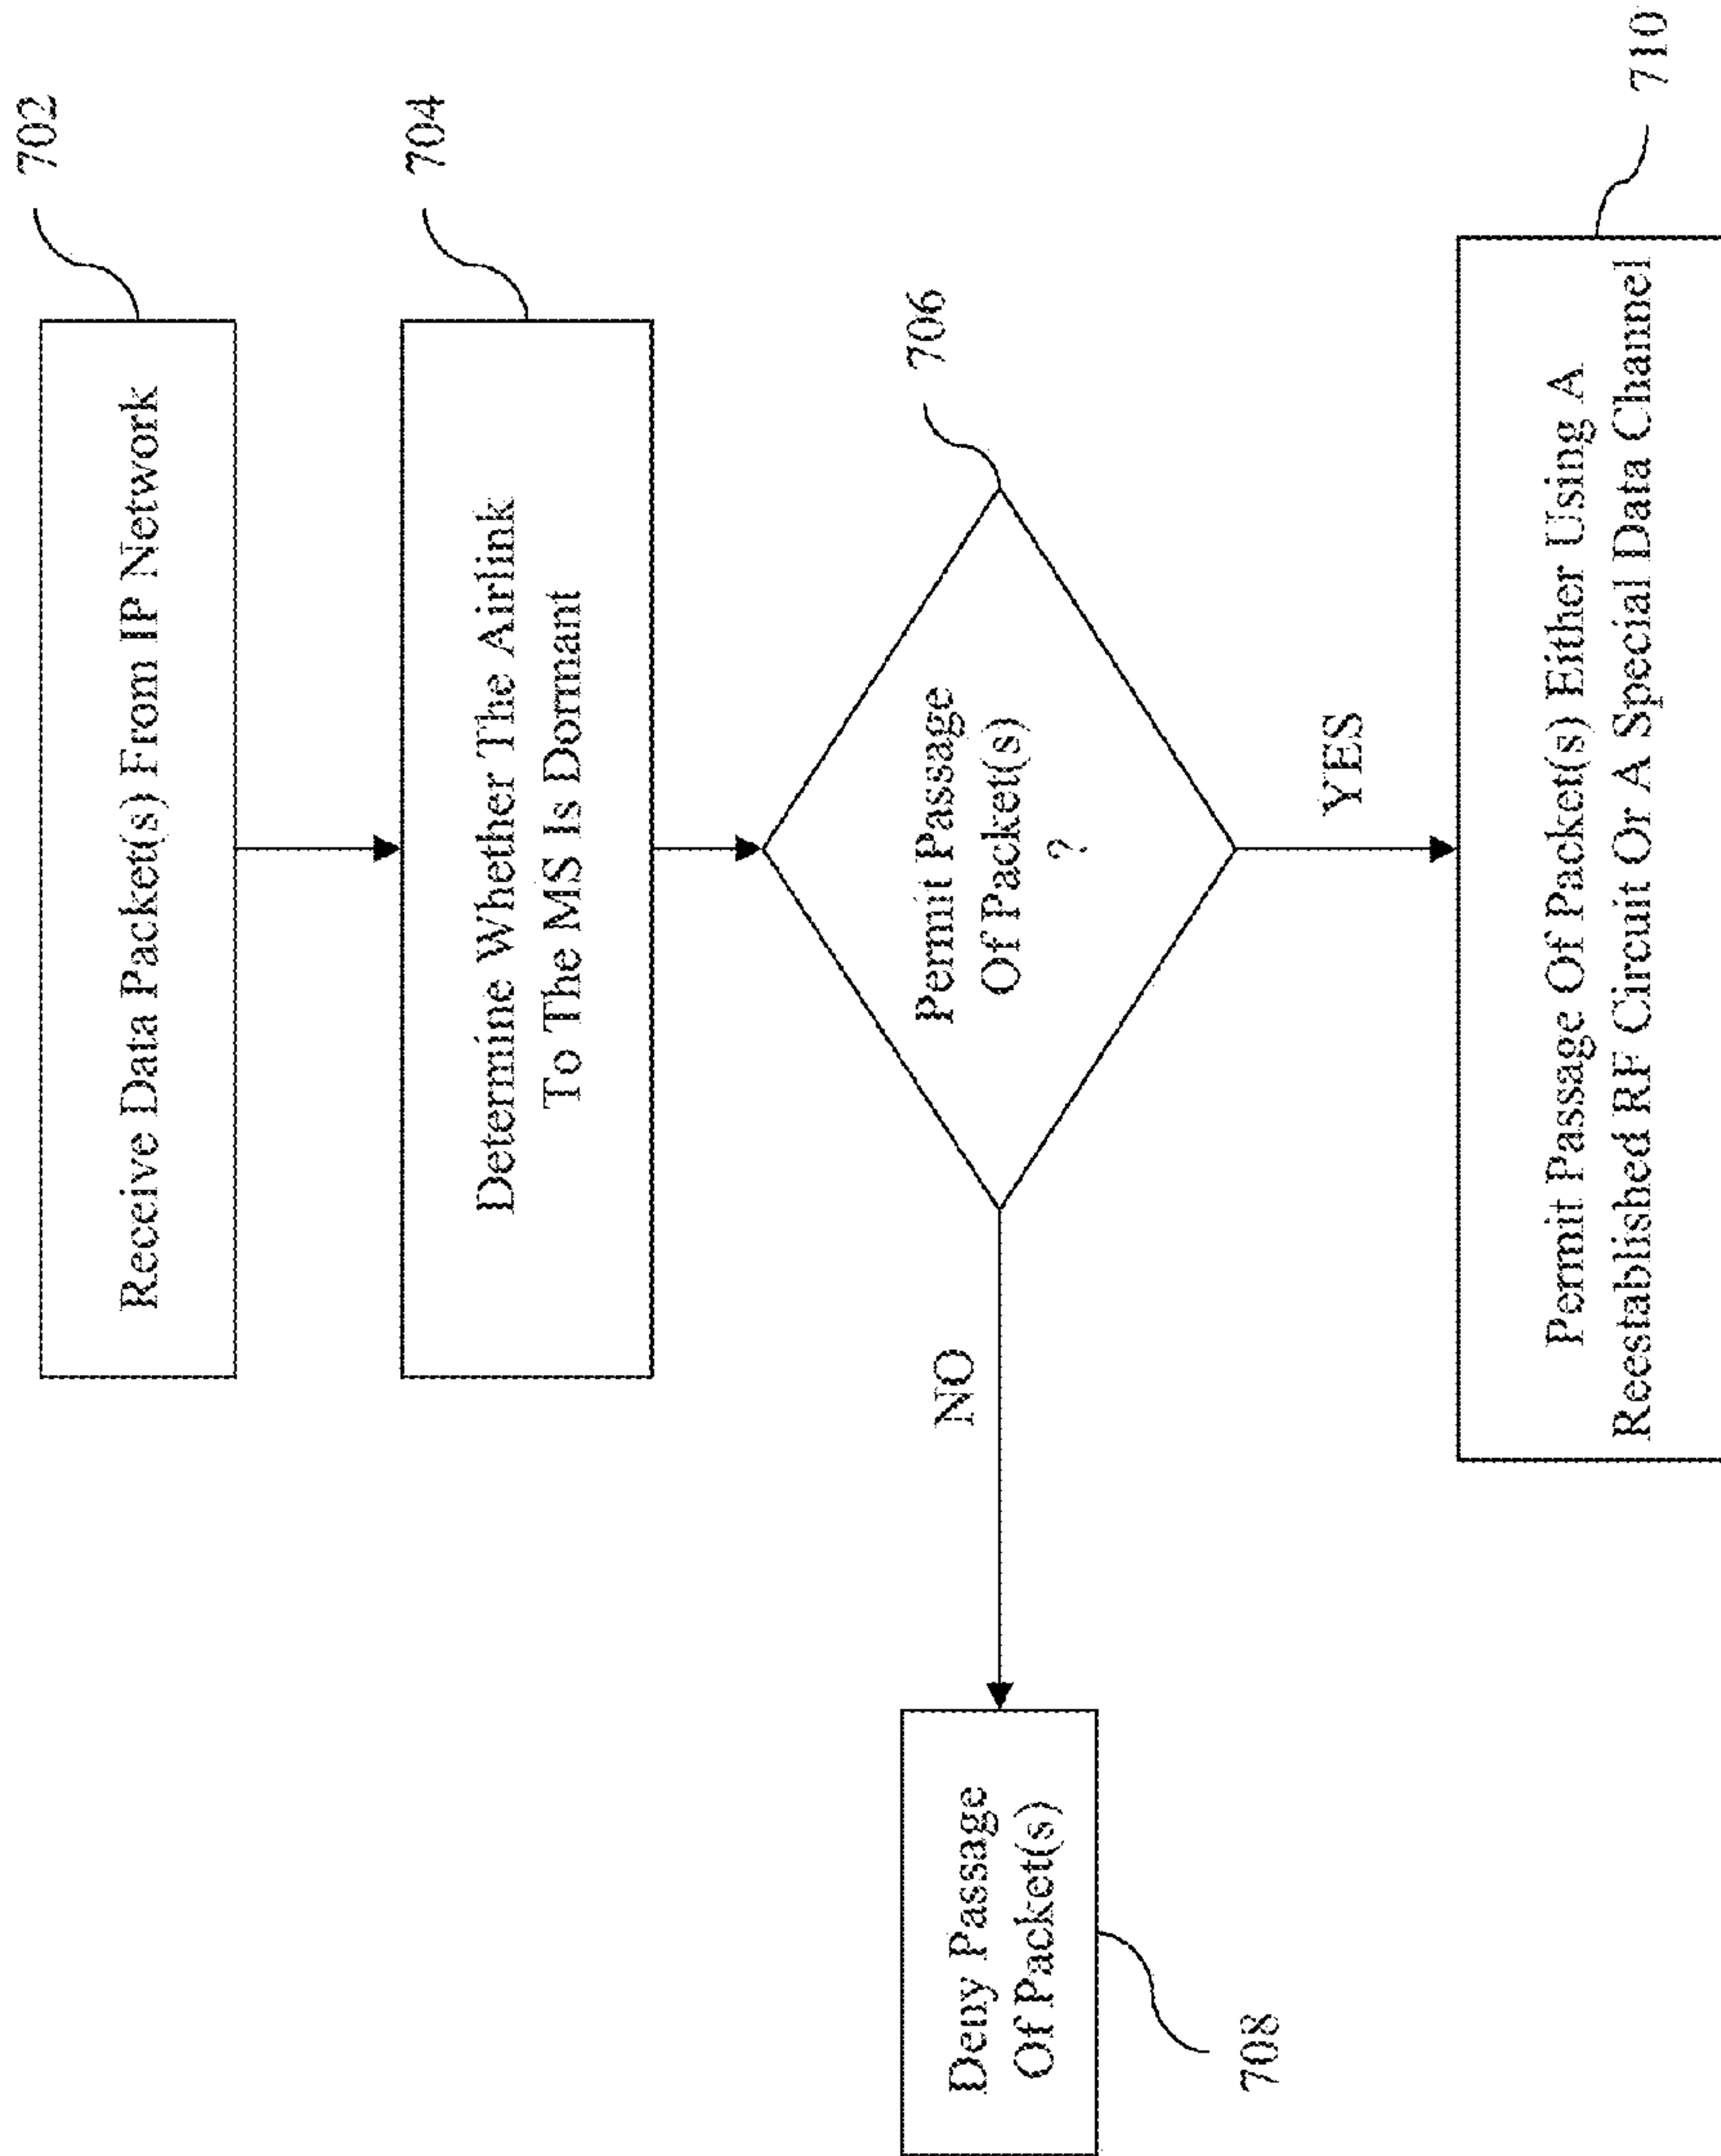 Receive Data Packet(s) From IP Network
702
Determine Whether The Airlink
To The MS Is Dormant
704
Permit Passage
Of Packet(s)
?
706
NO
YES
Deny Passage
Of Packet(s)
708
Permit Passage Of Packet(s) Either Using A
Reestablished RF Circuit Or A Special Data Channel
710